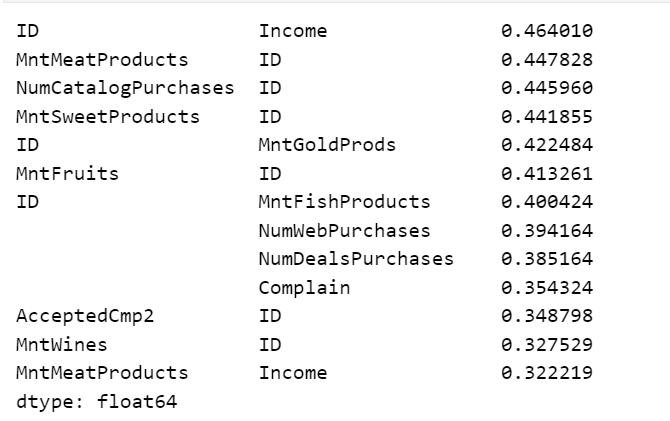 ID Income 0.464010
MntMeatProducts ID 0.447828
NumCatalogPurchases ID 0.445960
MntSweetProducts ID 0.441855
ID MntGoldProds 0.422484
MntFruits ID 0.413261
ID MntFishProducts 0.400424
NumWebPurchases 0.394164
NumDealsPurchases 0.385164
Complain 0.354324
AcceptedCmp2 ID 0.348798
MntWines ID 0.327529
MntMeatProducts Income 0.322219
dtype: float64